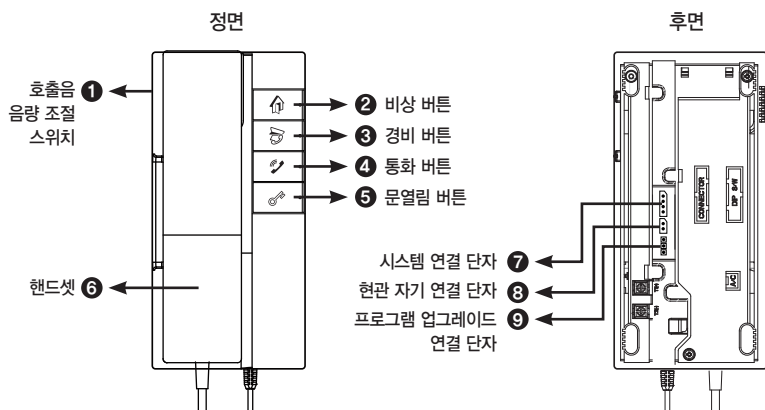 정면
후면
호출음 ❶
음량 조절
스위치
❷ 비상 버튼
❸ 경비 버튼
❹ 통화 버튼
❺ 문열림 버튼
핸드셋 ❻
시스템 연결 단자 ❼
현관 자기 연결 단자 ❽
프로그램 업그레이드 ❾
연결 단자
CONNECTOR
DIP S/W